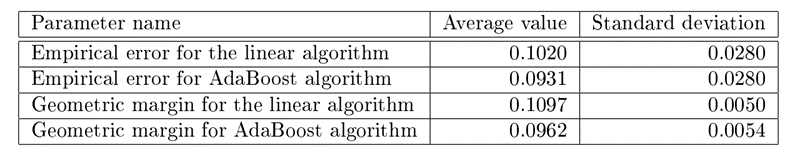 Parameter name Average value Standard deviation
Empirical error for the linear algorithm 0.1020 0.0280
Empirical error for AdaBoost algorithm 0.0931 0.0280
Geometric margin for the linear algorithm 0.1097 0.0050
Geometric margin for AdaBoost algorithm 0.0962 0.0054